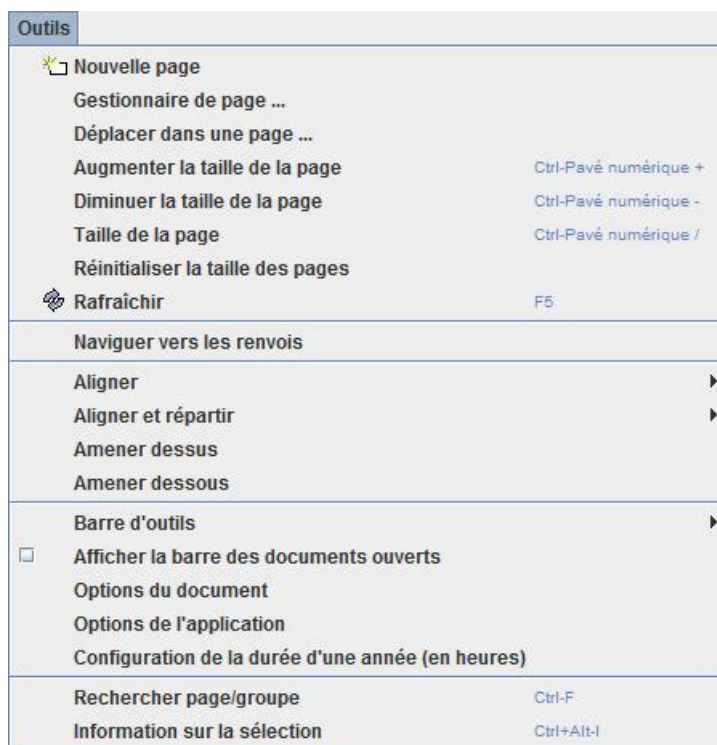 Outils
Nouvelle page
Gestionnaire de page ...
Déplacer dans une page ...
Augmenter la taille de la page Ctrl-Pavé numérique +
Diminuer la taille de la page Ctrl-Pavé numérique -
Taille de la page Ctrl-Pavé numérique /
Réinitialiser la taille des pages
Rafraîchir F5
Naviguer vers les renvois
Aligner
Aligner et répartir
Amener dessus
Amener dessous
Barre d'outils
Afficher la barre des documents ouverts
Options du document
Options de l'application
Configuration de la durée d'une année (en heures)
Rechercher page/groupe Ctrl-F
Information sur la sélection Ctrl+Alt-I